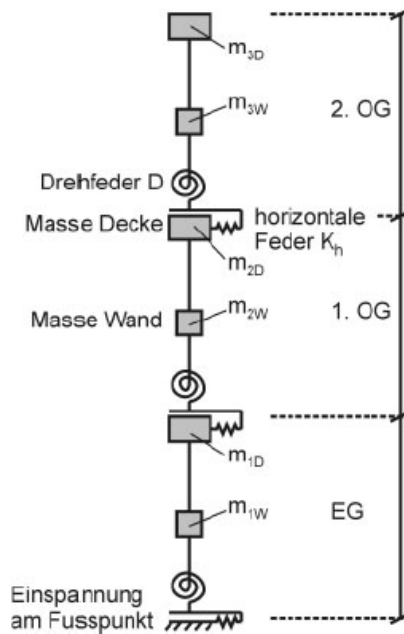 m3D
m3W
2. OG
Drehfeder D
Masse Decke
horizontale
Feder Kh
m2D
Masse Wand
m2W
1. OG
m1D
m1W
EG
Einspannung
am Fusspunkt